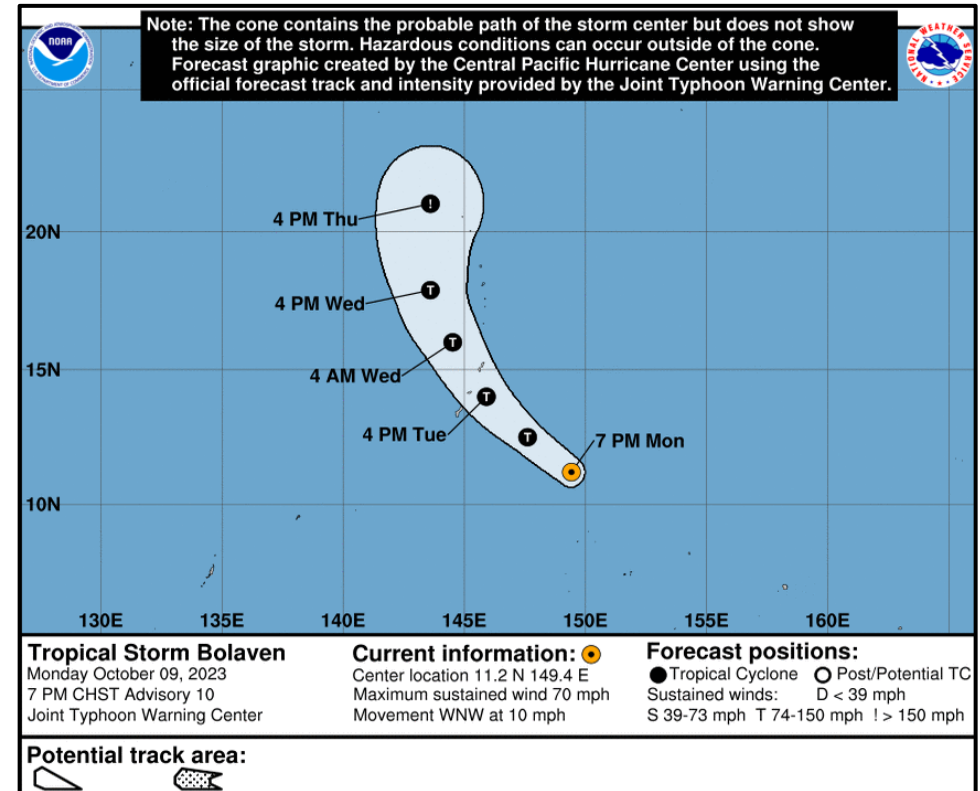 Note: The cone contains the probable path of the storm center but does not show
the size of the storm. Hazardous conditions can occur outside of the cone.
Forecast graphic created by the Central Pacific Hurricane Center using the
official forecast track and intensity provided by the Joint Typhoon Warning Center.
NOAA
NATIONAL WEATHER SERVICE
4 PM Thu
!
20N
4 PM Wed
T
T
15N
4 AM Wed
T
4 PM Tue
T
7 PM Mon
10N
130E 135E 140E 145E 150E 155E 160E
Tropical Storm Bolaven
Monday October 09, 2023
7 PM CHST Advisory 10
Joint Typhoon Warning Center
Current information:
Center location 11.2 N 149.4 E
Maximum sustained wind 70 mph
Movement WNW at 10 mph
Forecast positions:
Tropical Cyclone Post/Potential TC
Sustained winds: D < 39 mph
S 39-73 mph T 74-150 mph ! > 150 mph
Potential track area: